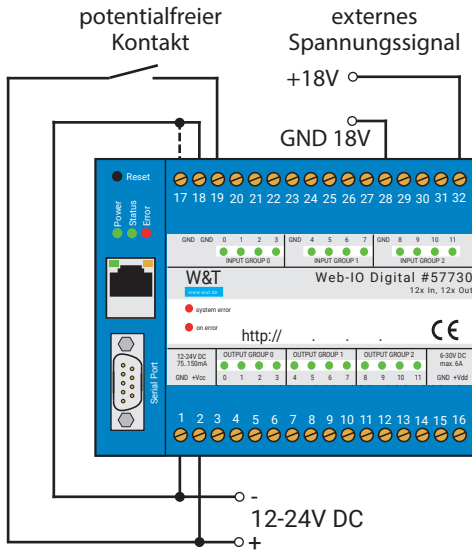 potentialfreier
Kontakt
externes
Spannungssignal
+18V
GND 18V
Reset
17 18 19 20 21 22 23 24 25 26 27 28 29 30 31 32
Power
Status
Error
GND GND 0 1 2 3 GND 4 5 6 7 GND 8 9 10 11
INPUT GROUP 0 INPUT GROUP 1 INPUT GROUP 2
W&T
www.wut.de
Web-IO Digital #57730
12x In, 12x Out
system error
on error
http:// . . .
CE
Serial Port
12-24V DC
75..150mA
OUTPUT GROUP 0 OUTPUT GROUP 1 OUTPUT GROUP 2
6-30V DC
max. 6A
GND +Vcc 0 1 2 3 4 5 6 7 8 9 10 11 GND +Vdd
1 2 3 4 5 6 7 8 9 10 11 12 13 14 15 16
-
12-24V DC
+